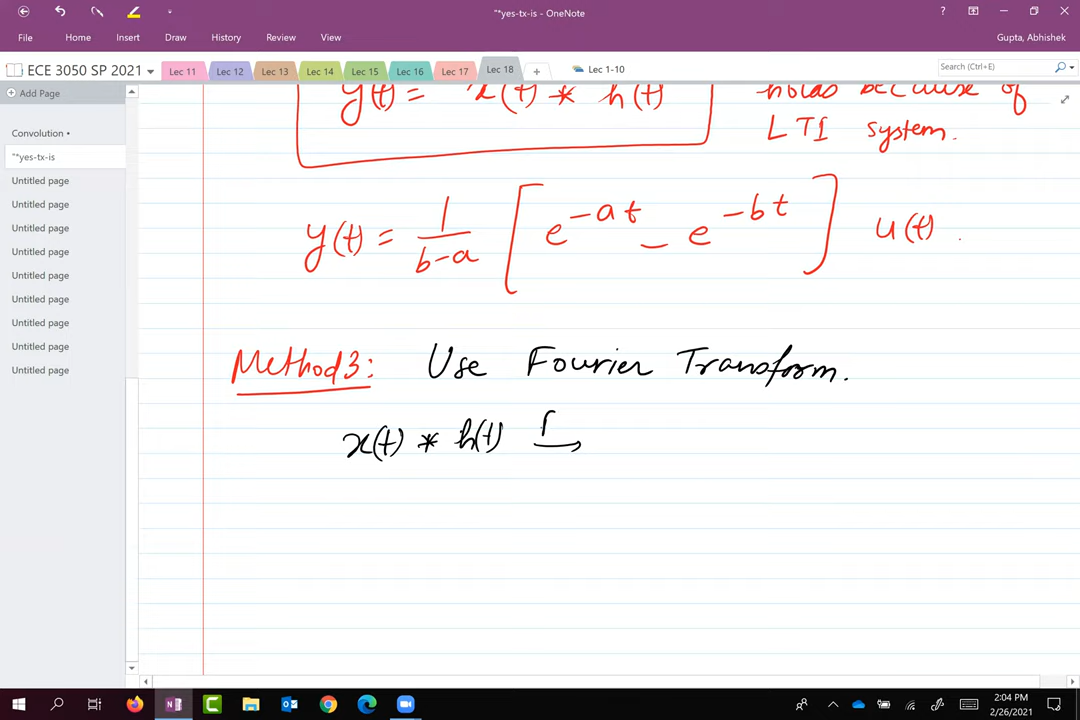 "*yes-tx-is - OneNote
File Home Insert Draw History Review View
Gupta, Abhishek
ECE 3050 SP 2021
Lec 11 Lec 12 Lec 13 Lec 14 Lec 15 Lec 16 Lec 17 Lec 18 Lec 1-10
Search (Ctrl+E)
Add Page
Convolution
"*yes-tx-is
Untitled page
Untitled page
Untitled page
Untitled page
Untitled page
Untitled page
Untitled page
Untitled page
Untitled page
y(t) = x(t) * h(t)
holds because of
LTI system.
y(t) = 1/(b-a) [e^{-at} - e^{-bt}] u(t).
Method 3: Use Fourier Transform.
x(t) * h(t)
2:04 PM
2/26/2021